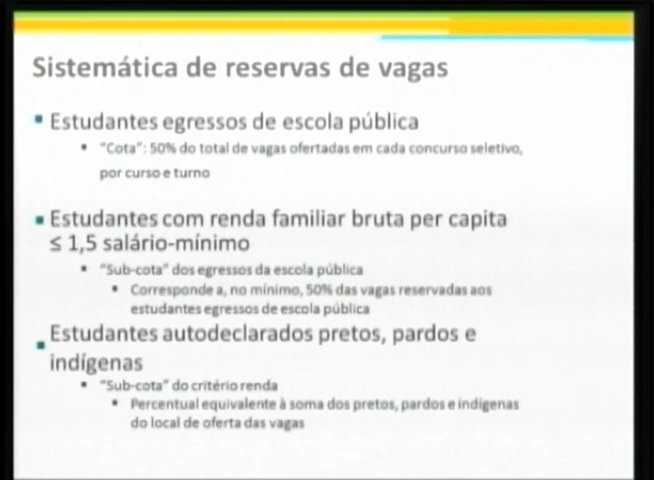 Sistemática de reservas de vagas
Estudantes egressos de escola pública
"Cota": 50% do total de vagas ofertadas em cada concurso seletivo,
por curso e turno
Estudantes com renda familiar bruta per capita
≤ 1,5 salário-mínimo
"Sub-cota" dos egressos da escola pública
Corresponde a, no mínimo, 50% das vagas reservadas aos
estudantes egressos de escola pública
Estudantes autodeclarados pretos, pardos e
indígenas
"Sub-cota" do critério renda
Percentual equivalente à soma dos pretos, pardos e indígenas
do local de oferta das vagas